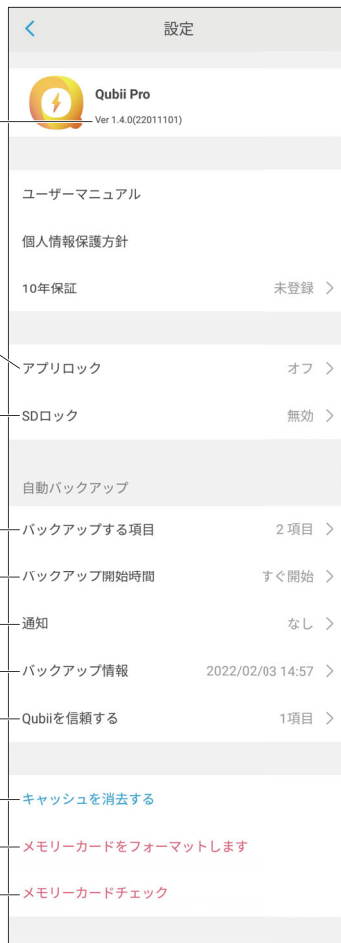 設定
Qubii Pro
Ver 1.4.0(22011101)
ユーザーマニュアル
個人情報保護方針
10年保証 未登録
アプリロック オフ
SDロック 無効
自動バックアップ
バックアップする項目 2 項目
バックアップ開始時間 すぐ開始
通知 なし
バックアップ情報 2022/02/03 14:57
Qubiiを信頼する 1項目
キャッシュを消去する
メモリーカードをフォーマットします
メモリーカードチェック